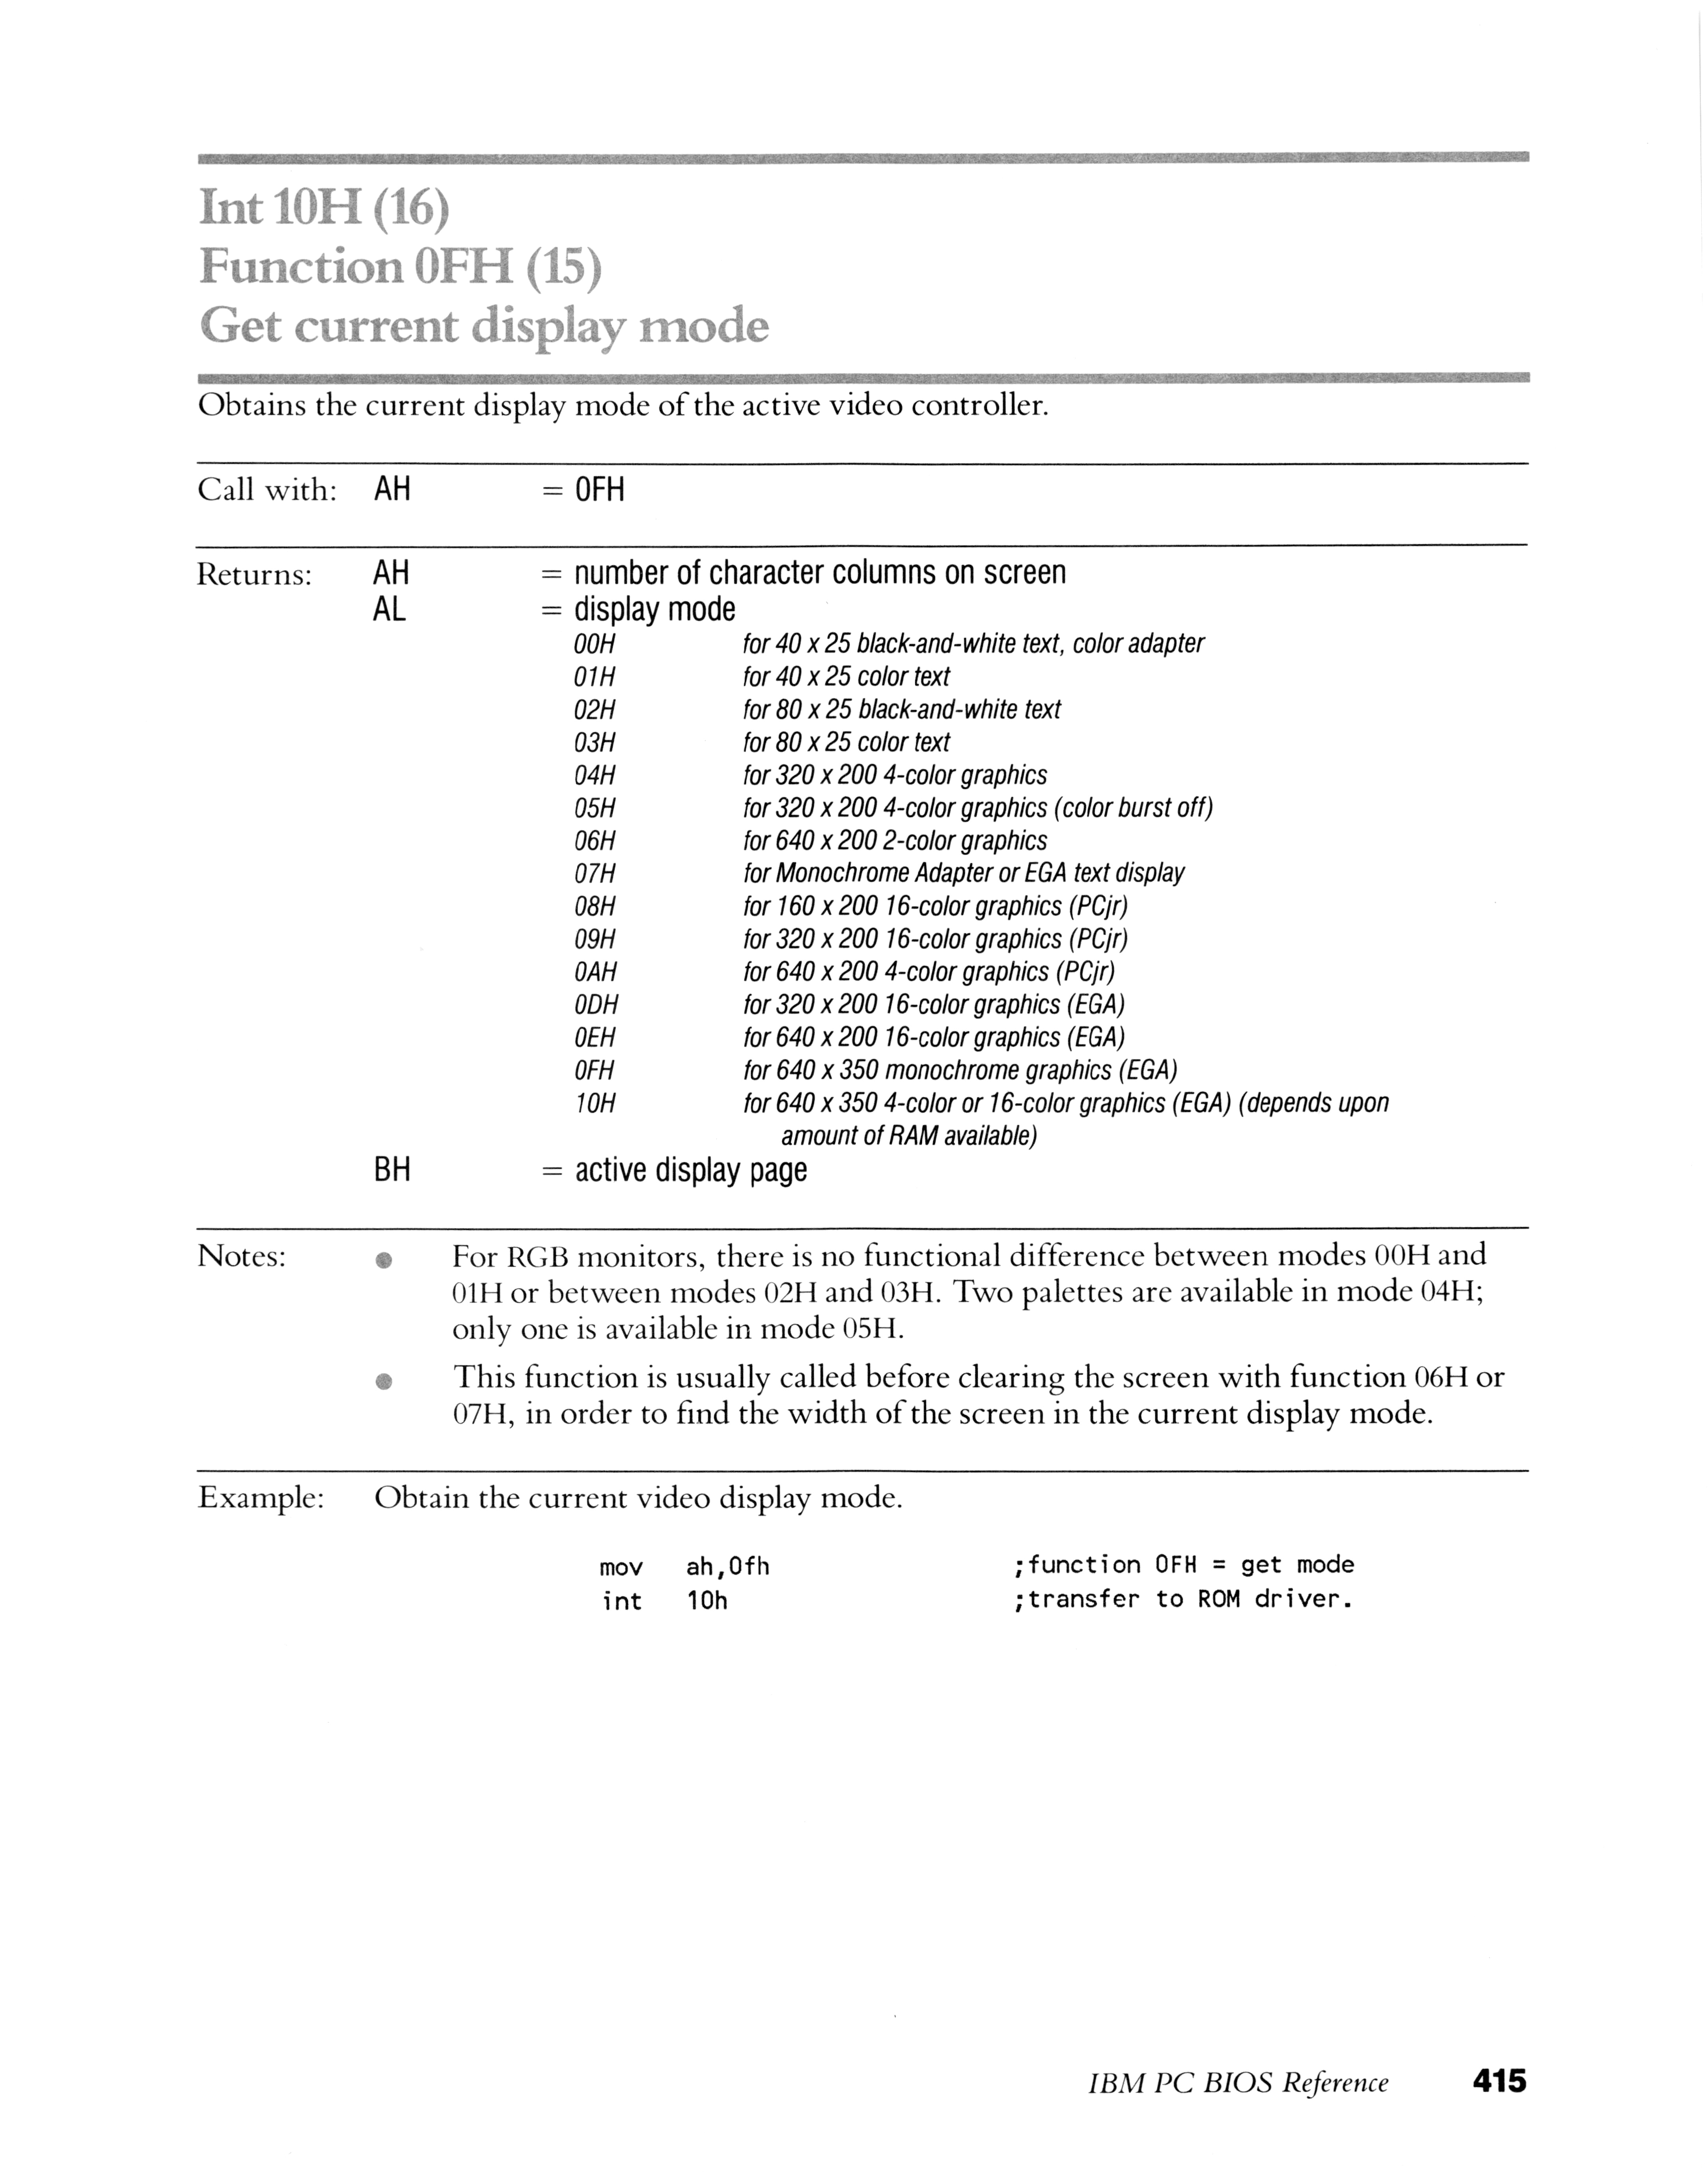 Int 10H (16)
Function 0FH (15)
Get current display mode
Obtains the current display mode of the active video controller.
Call with: AH = 0FH
Returns: AH = number of character columns on screen
AL = display mode
00H for 40 x 25 black-and-white text, color adapter
01H for 40 x 25 color text
02H for 80 x 25 black-and-white text
03H for 80 x 25 color text
04H for 320 x 200 4-color graphics
05H for 320 x 200 4-color graphics (color burst off)
06H for 640 x 200 2-color graphics
07H for Monochrome Adapter or EGA text display
08H for 160 x 200 16-color graphics (PCjr)
09H for 320 x 200 16-color graphics (PCjr)
0AH for 640 x 200 4-color graphics (PCjr)
0DH for 320 x 200 16-color graphics (EGA)
0EH for 640 x 200 16-color graphics (EGA)
0FH for 640 x 350 monochrome graphics (EGA)
10H for 640 x 350 4-color or 16-color graphics (EGA) (depends upon
amount of RAM available)
BH = active display page
Notes: ● For RGB monitors, there is no functional difference between modes 00H and
01H or between modes 02H and 03H. Two palettes are available in mode 04H;
only one is available in mode 05H.
● This function is usually called before clearing the screen with function 06H or
07H, in order to find the width of the screen in the current display mode.
Example: Obtain the current video display mode.
mov ah,0fh ;function 0FH = get mode
int 10h ;transfer to ROM driver.
IBM PC BIOS Reference 415